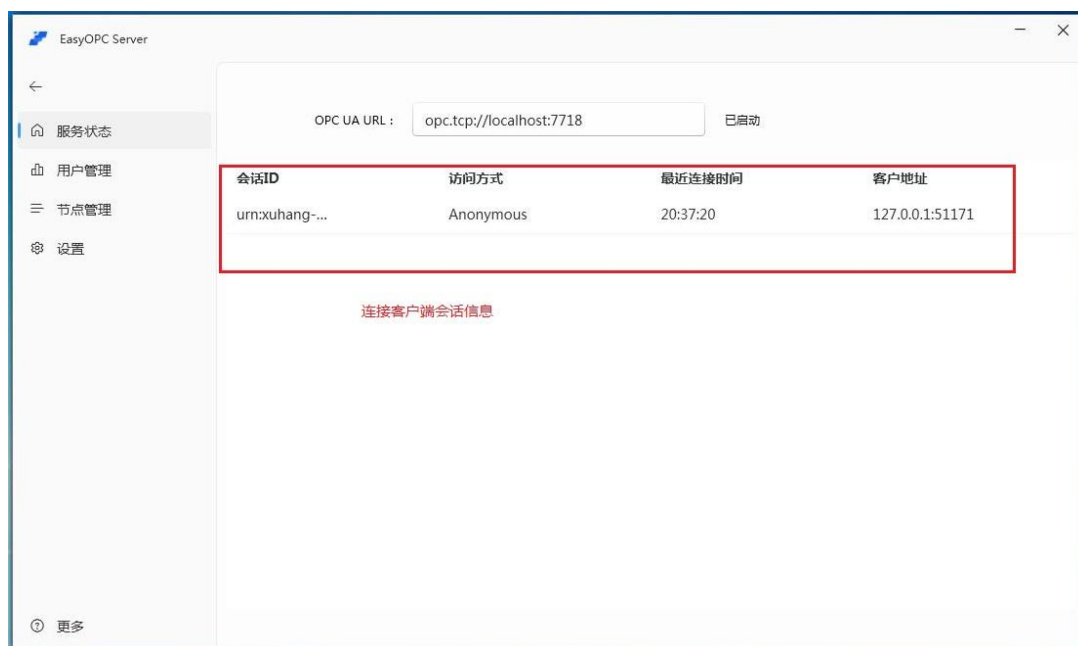 EasyOPC Server
服务状态
用户管理
节点管理
设置
更多
OPC UA URL : opc.tcp://localhost:7718 已启动
会话ID 访问方式 最近连接时间 客户地址
urn:xuhang-... Anonymous 20:37:20 127.0.0.1:51171
连接客户端会话信息